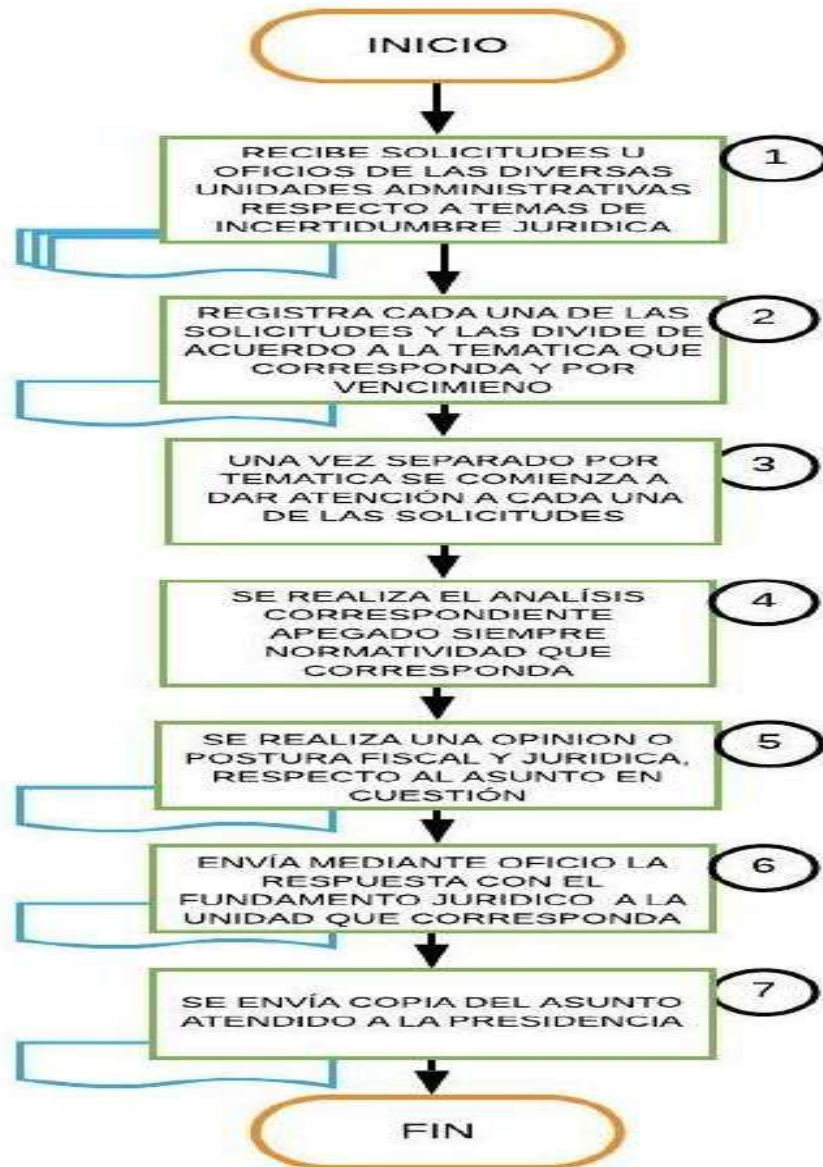 INICIO
RECIBE SOLICITUDES U
OFICIOS DE LAS DIVERSAS
UNIDADES ADMINISTRATIVAS
RESPECTO A TEMAS DE
INCERTIDUMBRE JURIDICA
1
REGISTRA CADA UNA DE LAS
SOLICITUDES Y LAS DIVIDE DE
ACUERDO A LA TEMATICA QUE
CORRESPONDA Y POR
VENCIMIENO
2
UNA VEZ SEPARADO POR
TEMATICA SE COMIENZA A
DAR ATENCIÓN A CADA UNA
DE LAS SOLICITUDES
3
SE REALIZA EL ANALÍSIS
CORRESPONDIENTE
APEGADO SIEMPRE
NORMATIVIDAD QUE
CORRESPONDA
4
SE REALIZA UNA OPINION O
POSTURA FISCAL Y JURIDICA,
RESPECTO AL ASUNTO EN
CUESTIÓN
5
ENVÍA MEDIANTE OFICIO LA
RESPUESTA CON EL
FUNDAMENTO JURIDICO A LA
UNIDAD QUE CORRESPONDA
6
SE ENVÍA COPIA DEL ASUNTO
ATENDIDO A LA PRESIDENCIA
7
FIN